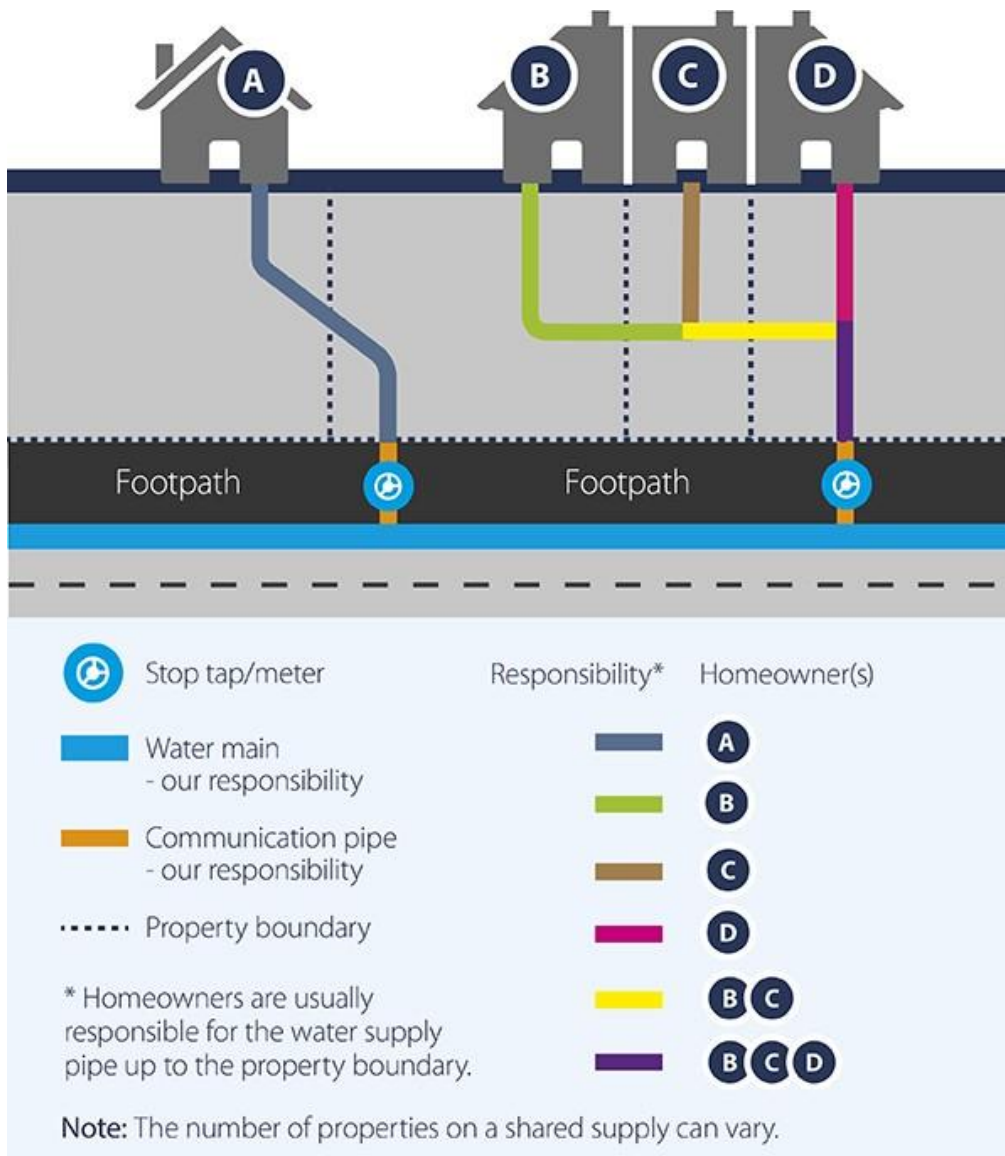 A
B
C
D
Footpath
Footpath
Stop tap/meter
Water main
- our responsibility
Communication pipe
- our responsibility
Property boundary
* Homeowners are usually
responsible for the water supply
pipe up to the property boundary.
Responsibility* Homeowner(s)
A
B
C
D
B C
B C D
Note: The number of properties on a shared supply can vary.